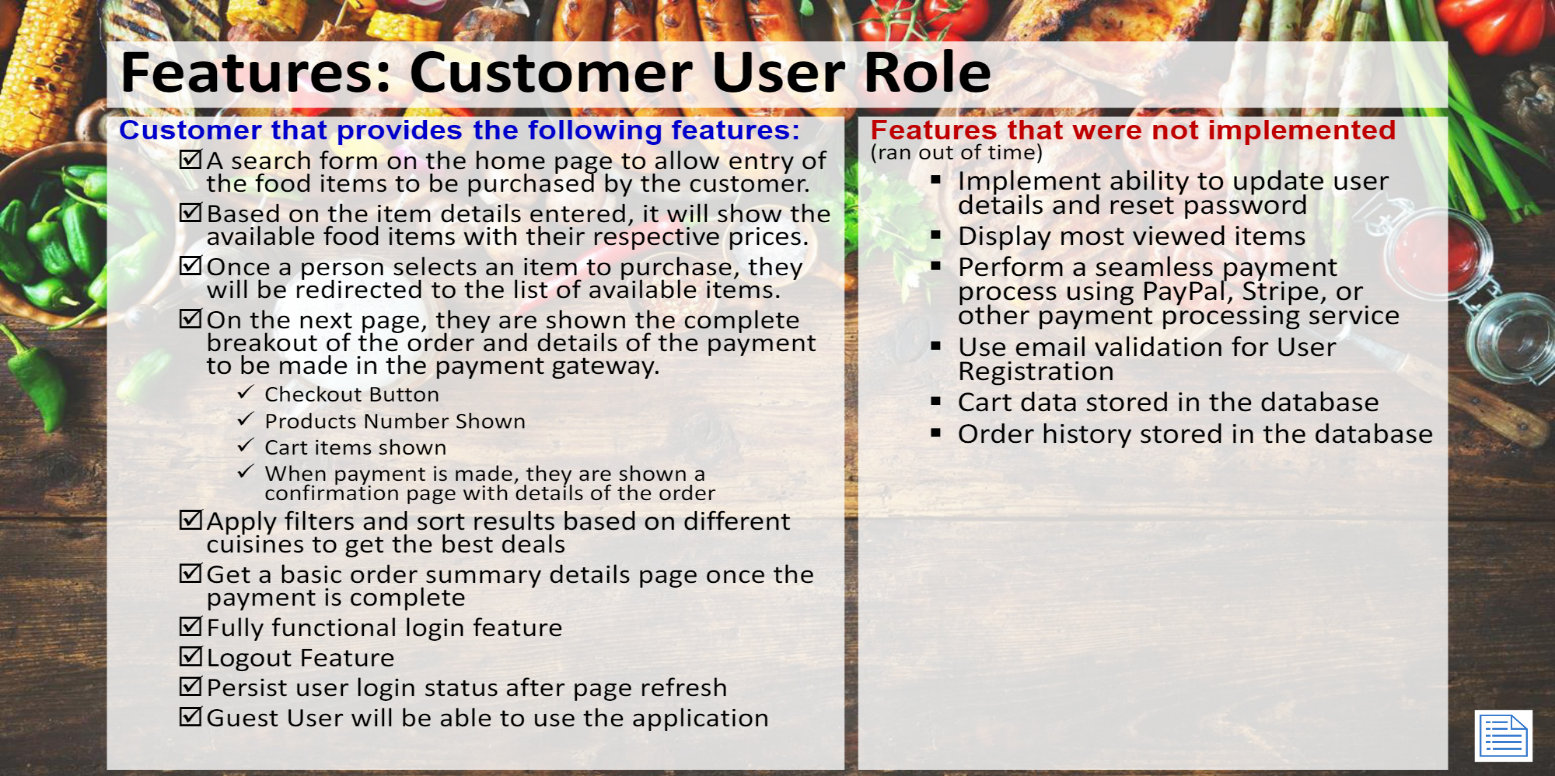 Features: Customer User Role
Customer that provides the following features:
☑A search form on the home page to allow entry of
the food items to be purchased by the customer.
☑Based on the item details entered, it will show the
available food items with their respective prices.
☑Once a person selects an item to purchase, they
will be redirected to the list of available items.
☑On the next page, they are shown the complete
breakout of the order and details of the payment
to be made in the payment gateway.
✓ Checkout Button
✓ Products Number Shown
✓ Cart items shown
✓ When payment is made, they are shown a
confirmation page with details of the order
☑Apply filters and sort results based on different
cuisines to get the best deals
☑Get a basic order summary details page once the
payment is complete
☑Fully functional login feature
☑Logout Feature
☑Persist user login status after page refresh
☑Guest User will be able to use the application
Features that were not implemented
(ran out of time)
▪ Implement ability to update user
details and reset password
▪ Display most viewed items
▪ Perform a seamless payment
process using PayPal, Stripe, or
other payment processing service
▪ Use email validation for User
Registration
▪ Cart data stored in the database
▪ Order history stored in the database